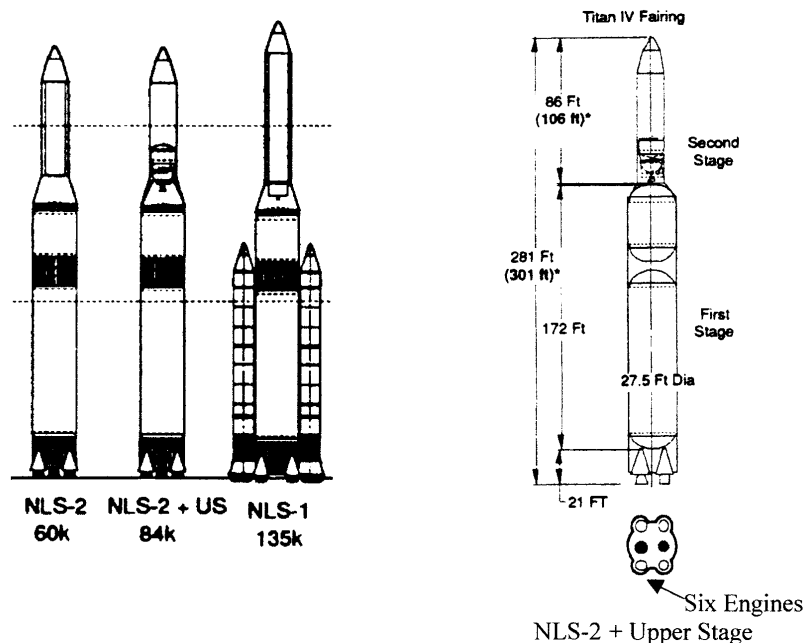 Titan IV Fairing
86 Ft
(106 ft)*
Second
Stage
281 Ft
(301 ft)*
172 Ft
First
Stage
27.5 Ft Dia
21 FT
NLS-2
60k
NLS-2 + US
84k
NLS-1
135k
Six Engines
NLS-2 + Upper Stage